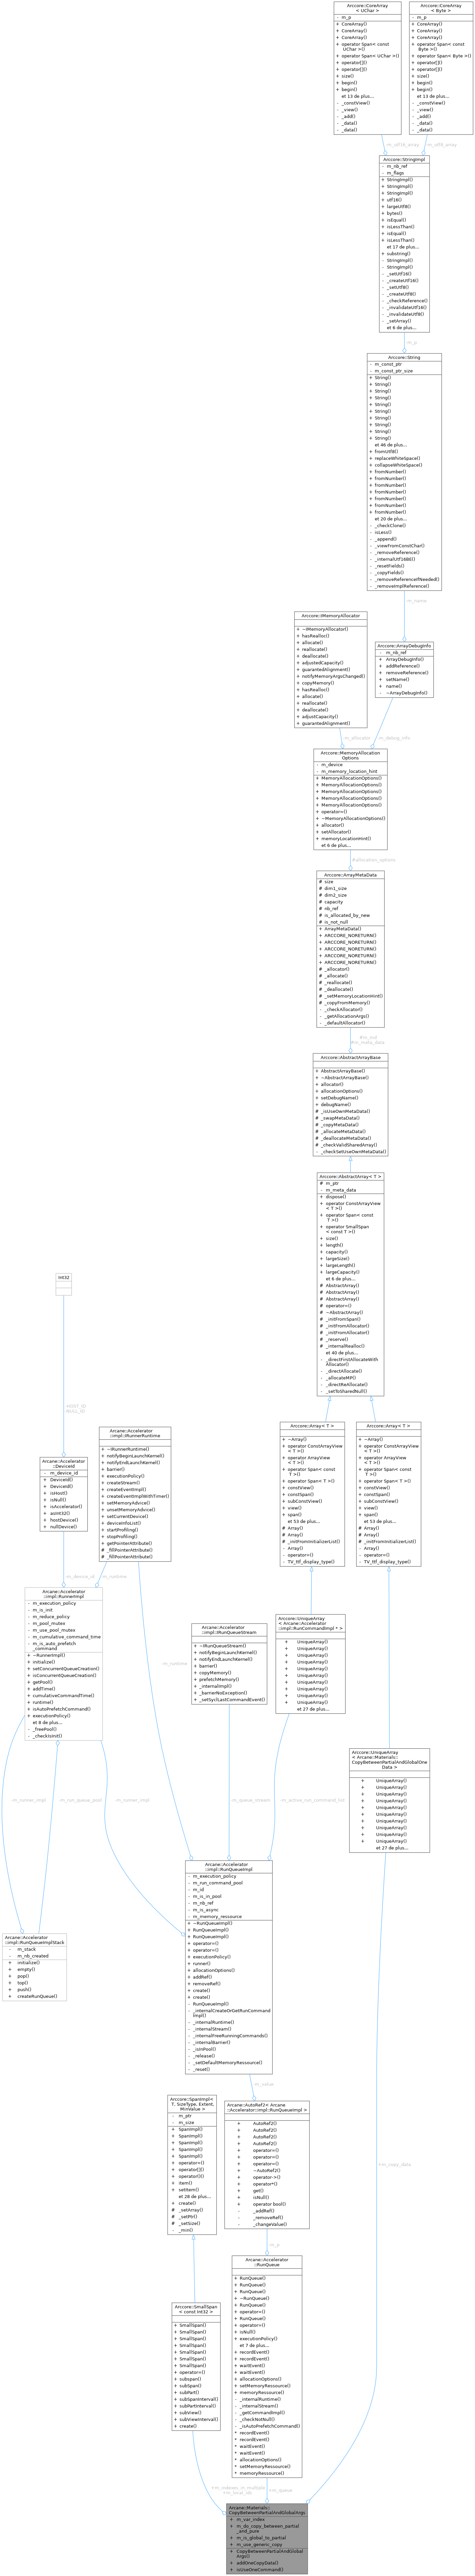 Arccore::CoreArray
< UChar >
- m_p
+ CoreArray()
+ CoreArray()
+ CoreArray()
+ operator Span< const
UChar >()
+ operator Span< UChar >()
+ operator[]()
+ operator[]()
+ size()
+ begin()
+ begin()
et 13 de plus...
- _constView()
- _view()
- _add()
- _data()
- _data()
Arccore::CoreArray
< Byte >
- m_p
+ CoreArray()
+ CoreArray()
+ CoreArray()
+ operator Span< const
Byte >()
+ operator Span< Byte >()
+ operator[]()
+ operator[]()
+ size()
+ begin()
+ begin()
et 13 de plus...
- _constView()
- _view()
- _add()
- _data()
- _data()
-m_utf16_array
-m_utf8_array
Arccore::StringImpl
- m_nb_ref
- m_flags
+ StringImpl()
+ StringImpl()
+ StringImpl()
+ utf16()
+ largeUtf8()
+ bytes()
+ isEqual()
+ isLessThan()
+ isEqual()
+ isLessThan()
et 17 de plus...
+ substring()
- StringImpl()
- StringImpl()
- _setUtf16()
- _createUtf16()
- _setUtf8()
- _createUtf8()
- _checkReference()
- _invalidateUtf16()
- _invalidateUtf8()
- _setArray()
et 6 de plus...
-m_p
Arccore::String
- m_const_ptr
- m_const_ptr_size
+ String()
+ String()
+ String()
+ String()
+ String()
+ String()
+ String()
+ String()
+ String()
+ String()
et 46 de plus...
+ fromUtf8()
+ replaceWhiteSpace()
+ collapseWhiteSpace()
+ fromNumber()
+ fromNumber()
+ fromNumber()
+ fromNumber()
+ fromNumber()
+ fromNumber()
+ fromNumber()
et 20 de plus...
- _checkClone()
- isLess()
- _append()
- _viewFromConstChar()
- _removeReference()
- _internalUtf16BE()
- _resetFields()
- _copyFields()
- _removeReferenceIfNeeded()
- _removeImplReference()
-m_name
Arccore::IMemoryAllocator
+ ~IMemoryAllocator()
+ hasRealloc()
+ allocate()
+ reallocate()
+ deallocate()
+ adjustedCapacity()
+ guarantedAlignment()
+ notifyMemoryArgsChanged()
+ copyMemory()
+ hasRealloc()
+ allocate()
+ reallocate()
+ deallocate()
+ adjustCapacity()
+ guarantedAlignment()
Arccore::ArrayDebugInfo
- m_nb_ref
+ ArrayDebugInfo()
+ addReference()
+ removeReference()
+ setName()
+ name()
- ~ArrayDebugInfo()
-m_allocator
-m_debug_info
Arccore::MemoryAllocation
Options
- m_device
- m_memory_location_hint
+ MemoryAllocationOptions()
+ MemoryAllocationOptions()
+ MemoryAllocationOptions()
+ MemoryAllocationOptions()
+ MemoryAllocationOptions()
+ operator=()
+ ~MemoryAllocationOptions()
+ allocator()
+ setAllocator()
+ memoryLocationHint()
et 6 de plus...
#allocation_options
Arccore::ArrayMetaData
# size
# dim1_size
# dim2_size
# capacity
# nb_ref
# is_allocated_by_new
# is_not_null
+ ArrayMetaData()
+ ARCCORE_NORETURN()
+ ARCCORE_NORETURN()
+ ARCCORE_NORETURN()
+ ARCCORE_NORETURN()
+ ARCCORE_NORETURN()
# _allocator()
# _allocate()
# _reallocate()
# _deallocate()
# _setMemoryLocationHint()
# _copyFromMemory()
- _checkAllocator()
- _getAllocationArgs()
- _defaultAllocator()
#m_md
#m_meta_data
Arccore::AbstractArrayBase
+ AbstractArrayBase()
+ ~AbstractArrayBase()
+ allocator()
+ allocationOptions()
+ setDebugName()
+ debugName()
# _isUseOwnMetaData()
# _swapMetaData()
# _copyMetaData()
# _allocateMetaData()
# _deallocateMetaData()
# _checkValidSharedArray()
- _checkSetUseOwnMetaData()
Arccore::AbstractArray< T >
# m_ptr
- m_meta_data
+ dispose()
+ operator ConstArrayView
< T >()
+ operator Span< const
T >()
+ operator SmallSpan
< const T >()
+ size()
+ length()
+ capacity()
+ largeSize()
+ largeLength()
+ largeCapacity()
et 6 de plus...
# AbstractArray()
# AbstractArray()
# AbstractArray()
# operator=()
# ~AbstractArray()
# _initFromSpan()
# _initFromAllocator()
# _initFromAllocator()
# _reserve()
# _internalRealloc()
et 40 de plus...
- _directFirstAllocateWith
Allocator()
- _directAllocate()
- _allocateMP()
- _directReAllocate()
- _setToSharedNull()
Int32
-HOST_ID
-NULL_ID
Arcane::Accelerator
::DeviceId
- m_device_id
+ DeviceId()
+ DeviceId()
+ isHost()
+ isNull()
+ isAccelerator()
+ asInt32()
+ hostDevice()
+ nullDevice()
Arcane::Accelerator
::impl::IRunnerRuntime
+ ~IRunnerRuntime()
+ notifyBeginLaunchKernel()
+ notifyEndLaunchKernel()
+ barrier()
+ executionPolicy()
+ createStream()
+ createEventImpl()
+ createEventImplWithTimer()
+ setMemoryAdvice()
+ unsetMemoryAdvice()
+ setCurrentDevice()
+ deviceInfoList()
+ startProfiling()
+ stopProfiling()
+ getPointerAttribute()
# _fillPointerAttribute()
# _fillPointerAttribute()
Arccore::Array< T >
+ ~Array()
+ operator ConstArrayView
< T >()
+ operator ArrayView
< T >()
+ operator Span< const
T >()
+ operator Span< T >()
+ constView()
+ constSpan()
+ subConstView()
+ view()
+ span()
et 53 de plus...
# Array()
# Array()
# _initFromInitializerList()
- Array()
- operator=()
- TV_ttf_display_type()
Arccore::Array< T >
+ ~Array()
+ operator ConstArrayView
< T >()
+ operator ArrayView
< T >()
+ operator Span< const
T >()
+ operator Span< T >()
+ constView()
+ constSpan()
+ subConstView()
+ view()
+ span()
et 53 de plus...
# Array()
# Array()
# _initFromInitializerList()
- Array()
- operator=()
- TV_ttf_display_type()
-m_device_id
-m_runtime
Arcane::Accelerator
::impl::RunnerImpl
- m_execution_policy
- m_is_init
- m_reduce_policy
- m_pool_mutex
- m_use_pool_mutex
- m_cumulative_command_time
- m_is_auto_prefetch
_command
+ ~RunnerImpl()
+ initialize()
+ setConcurrentQueueCreation()
+ isConcurrentQueueCreation()
+ getPool()
+ addTime()
+ cumulativeCommandTime()
+ runtime()
+ isAutoPrefetchCommand()
+ executionPolicy()
et 8 de plus...
- _freePool()
- _checkIsInit()
-m_runtime
Arcane::Accelerator
::impl::IRunQueueStream
+ ~IRunQueueStream()
+ notifyBeginLaunchKernel()
+ notifyEndLaunchKernel()
+ barrier()
+ copyMemory()
+ prefetchMemory()
+ _internalImpl()
+ _barrierNoException()
+ _setSyclLastCommandEvent()
Arccore::UniqueArray
< Arcane::Accelerator
::impl::RunCommandImpl * >
+ UniqueArray()
+ UniqueArray()
+ UniqueArray()
+ UniqueArray()
+ UniqueArray()
+ UniqueArray()
+ UniqueArray()
+ UniqueArray()
+ UniqueArray()
+ UniqueArray()
et 27 de plus...
Arccore::UniqueArray
< Arcane::Materials::
CopyBetweenPartialAndGlobalOne
Data >
+ UniqueArray()
+ UniqueArray()
+ UniqueArray()
+ UniqueArray()
+ UniqueArray()
+ UniqueArray()
+ UniqueArray()
+ UniqueArray()
+ UniqueArray()
+ UniqueArray()
et 27 de plus...
-m_runner_impl
-m_run_queue_pool
-m_runner_impl
-m_queue_stream
-m_active_run_command_list
Arcane::Accelerator
::impl::RunQueueImplStack
- m_stack
- m_nb_created
+ initialize()
+ empty()
+ pop()
+ top()
+ push()
+ createRunQueue()
Arcane::Accelerator
::impl::RunQueueImpl
- m_execution_policy
- m_run_command_pool
- m_id
- m_is_in_pool
- m_nb_ref
- m_is_async
- m_memory_ressource
+ ~RunQueueImpl()
+ RunQueueImpl()
+ RunQueueImpl()
+ operator=()
+ operator=()
+ executionPolicy()
+ runner()
+ allocationOptions()
+ addRef()
+ removeRef()
+ create()
+ create()
- RunQueueImpl()
- _internalCreateOrGetRunCommand
Impl()
- _internalRuntime()
- _internalStream()
- _internalFreeRunningCommands()
- _internalBarrier()
- _isInPool()
- _release()
- _setDefaultMemoryRessource()
- _reset()
-m_value
+m_copy_data
Arccore::SpanImpl<
T, SizeType, Extent,
MinValue >
- m_ptr
- m_size
+ SpanImpl()
+ SpanImpl()
+ SpanImpl()
+ SpanImpl()
+ SpanImpl()
+ operator=()
+ operator[]()
+ operator()()
+ item()
+ setItem()
et 28 de plus...
+ create()
# _setArray()
# _setPtr()
# _setSize()
- _min()
Arcane::AutoRef2< Arcane
::Accelerator::impl::RunQueueImpl >
+ AutoRef2()
+ AutoRef2()
+ AutoRef2()
+ AutoRef2()
+ operator=()
+ operator=()
+ operator=()
+ ~AutoRef2()
+ operator->()
+ operator*()
+ get()
+ isNull()
+ operator bool()
- _addRef()
- _removeRef()
- _changeValue()
-m_p
Arccore::SmallSpan
< const Int32 >
+ SmallSpan()
+ SmallSpan()
+ SmallSpan()
+ SmallSpan()
+ SmallSpan()
+ SmallSpan()
+ SmallSpan()
+ operator=()
+ subspan()
+ subSpan()
+ subPart()
+ subSpanInterval()
+ subPartInterval()
+ subView()
+ subViewInterval()
+ create()
Arcane::Accelerator
::RunQueue
+ RunQueue()
+ RunQueue()
+ RunQueue()
+ ~RunQueue()
+ RunQueue()
+ operator=()
+ RunQueue()
+ operator=()
+ isNull()
+ executionPolicy()
et 7 de plus...
+ recordEvent()
+ recordEvent()
+ waitEvent()
+ waitEvent()
+ allocationOptions()
+ setMemoryRessource()
+ memoryRessource()
- _internalRuntime()
- _internalStream()
- _getCommandImpl()
- _checkNotNull()
- _isAutoPrefetchCommand()
* recordEvent()
* recordEvent()
* waitEvent()
* waitEvent()
* allocationOptions()
* setMemoryRessource()
* memoryRessource()
+m_indexes_in_multiple
+m_local_ids
+m_queue
Arcane::Materials::
CopyBetweenPartialAndGlobalArgs
+ m_var_index
+ m_do_copy_between_partial
_and_pure
+ m_is_global_to_partial
+ m_use_generic_copy
+ CopyBetweenPartialAndGlobal
Args()
+ addOneCopyData()
+ isUseOneCommand()